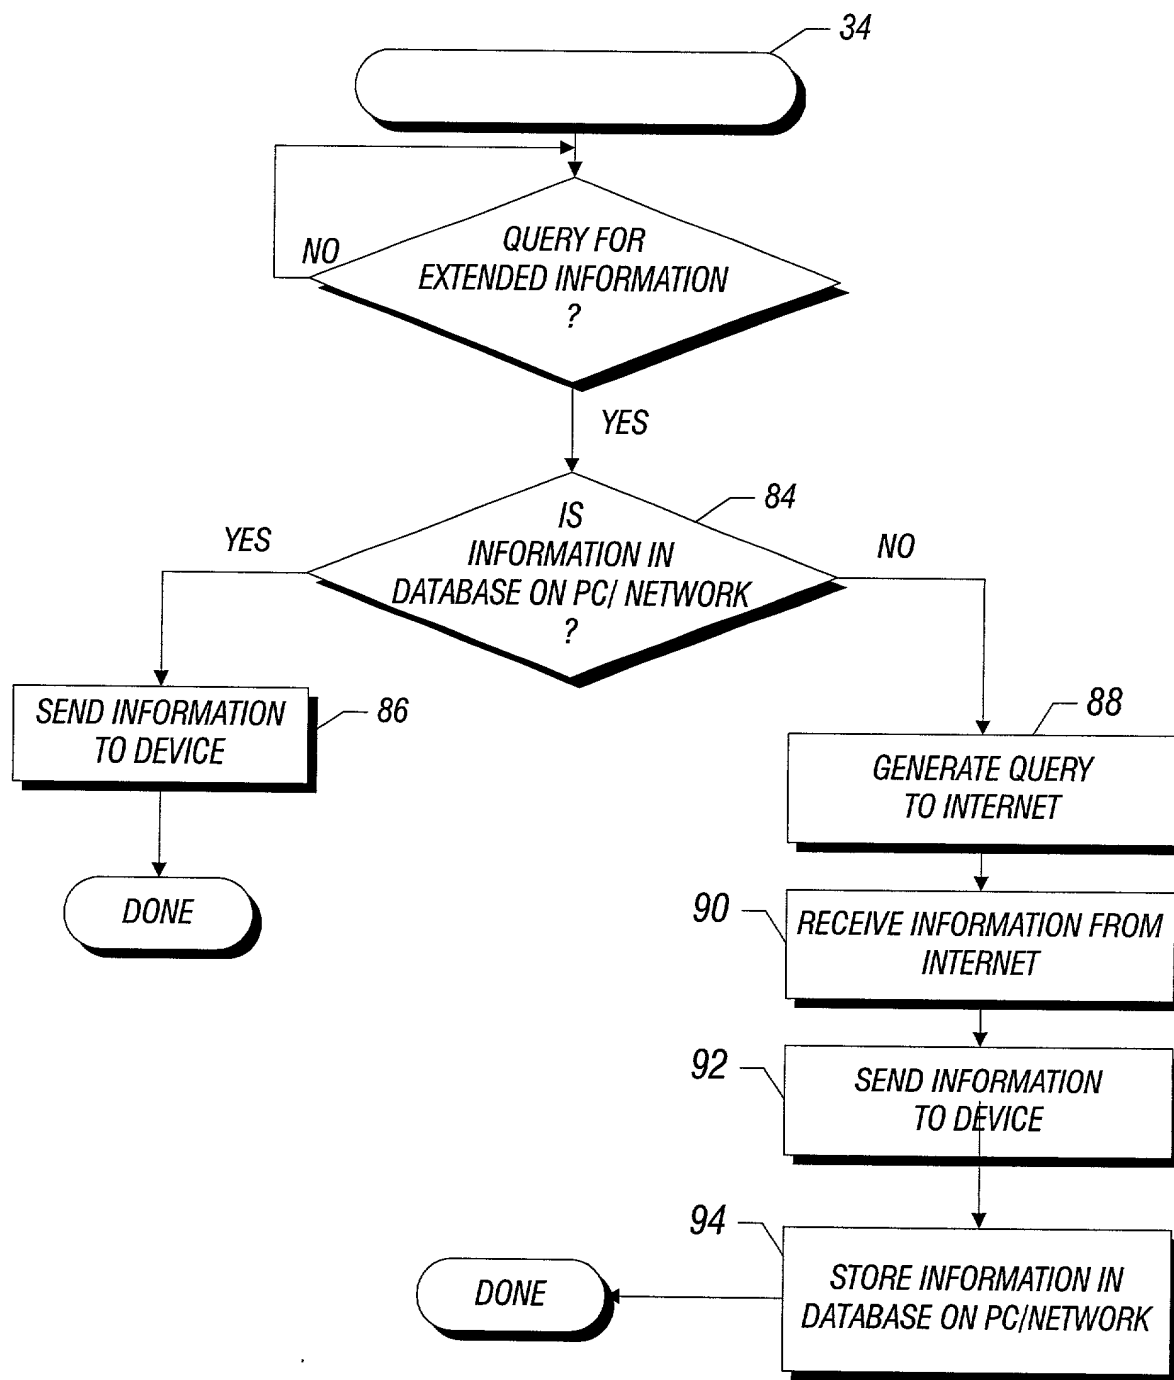 34
QUERY FOR
EXTENDED INFORMATION
?
NO
YES
84
IS
INFORMATION IN
DATABASE ON PC/ NETWORK
?
YES
NO
SEND INFORMATION
TO DEVICE
86
DONE
88
GENERATE QUERY
TO INTERNET
90
RECEIVE INFORMATION FROM
INTERNET
92
SEND INFORMATION
TO DEVICE
94
STORE INFORMATION IN
DATABASE ON PC/NETWORK
DONE